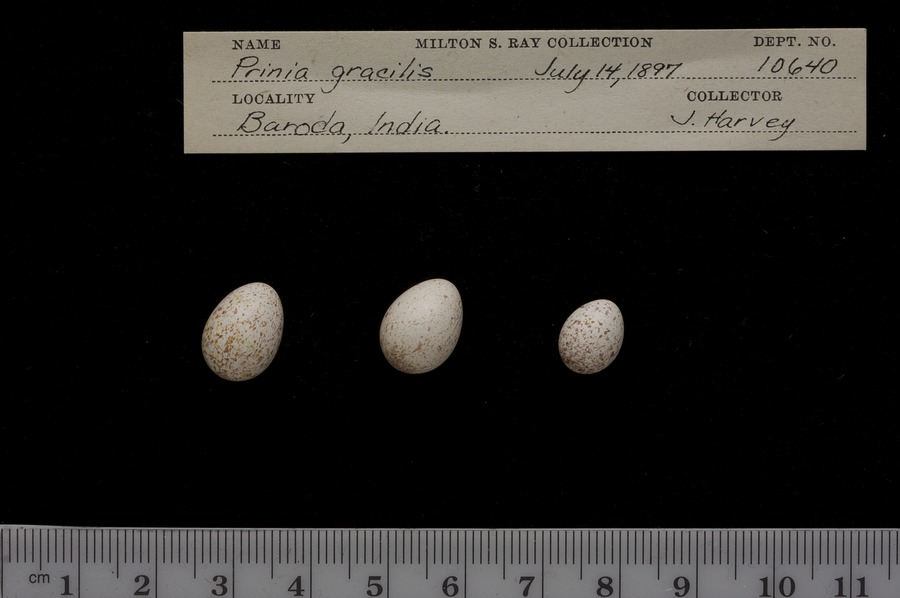 NAME MILTON S. RAY COLLECTION DEPT. NO.
Prinia gracilis July 14, 1897 10640
LOCALITY COLLECTOR
Baroda, India. J. Harvey
cm 1 2 3 4 5 6 7 8 9 10 11